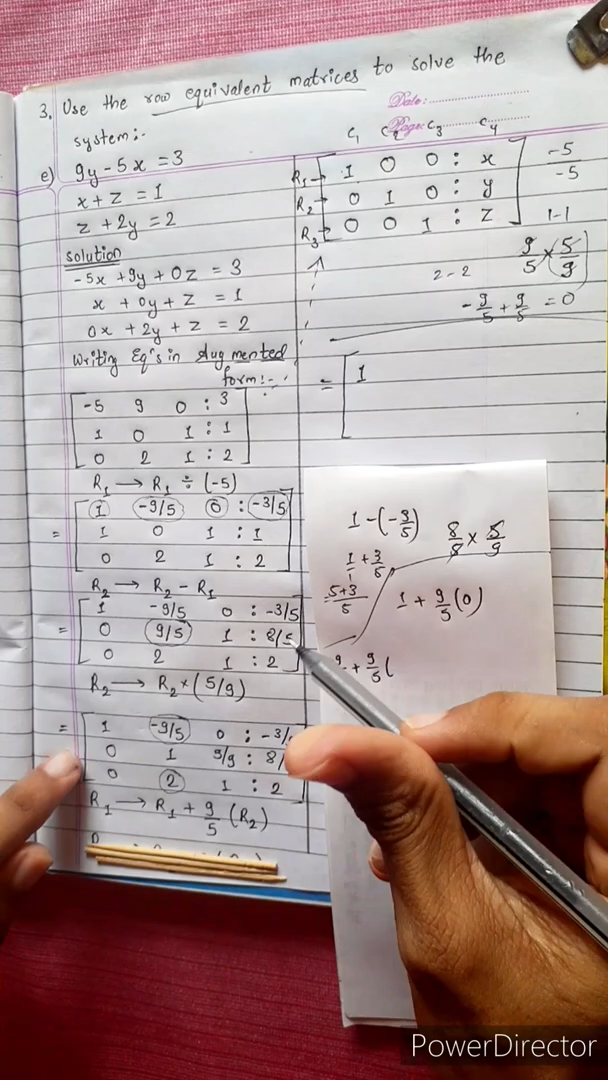 3. Use the row equivalent matrices to solve the
system:-
Date:
Page:
e) 9y - 5x = 3
x + z = 1
z + 2y = 2
solution
-5x + 9y + 0z = 3
x + 0y + z = 1
0x + 2y + z = 2
Writing Eqⁿs in Augmented
form:-
-5 9 0 : 3
1 0 1 : 1
0 2 1 : 2
R₁ → R₁ ÷ (-5)
= 1 -9/5 0 : -3/5
1 0 1 : 1
0 2 1 : 2
R₂ → R₂ - R₁
= 1 -9/5 0 : -3/5
0 9/5 1 : 8/5
0 2 1 : 2
R₂ → R₂ × (5/9)
= 1 -9/5 0 : -3/
0 1 5/9 : 8/
0 2 1 : 2
R₁ → R₁ + 9/5 (R₂)
C₁ C₂ C₃ C₄
R₁ → 1 0 0 : x
R₂ → 0 1 0 : y
R₃ → 0 0 1 : z
-5/-5
1-1
9/5 × 5/9
2-2
-9/5 + 9/5 = 0
= [ 1
1 - (-3/5)
1 + 3/5
= 5+3/5
8/8 × 5/9
1 + 9/5 (0)
+ 9/5 (
PowerDirector